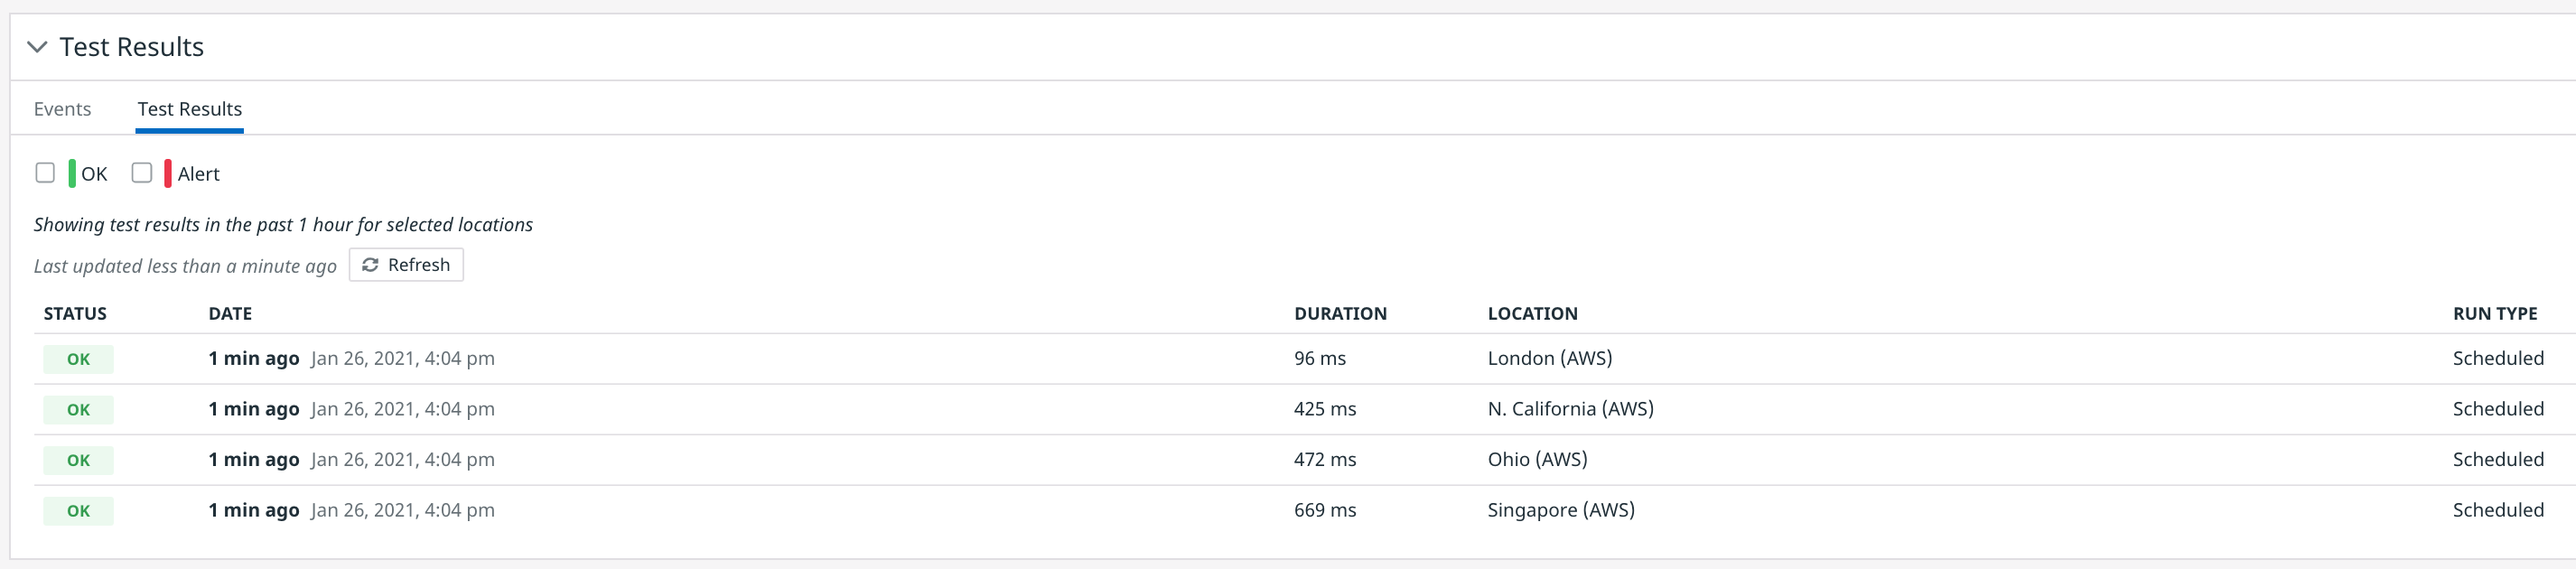 Test Results
Events Test Results
OK Alert
Showing test results in the past 1 hour for selected locations
Last updated less than a minute ago Refresh
STATUS DATE DURATION LOCATION RUN TYPE
OK 1 min ago Jan 26, 2021, 4:04 pm 96 ms London (AWS) Scheduled
OK 1 min ago Jan 26, 2021, 4:04 pm 425 ms N. California (AWS) Scheduled
OK 1 min ago Jan 26, 2021, 4:04 pm 472 ms Ohio (AWS) Scheduled
OK 1 min ago Jan 26, 2021, 4:04 pm 669 ms Singapore (AWS) Scheduled